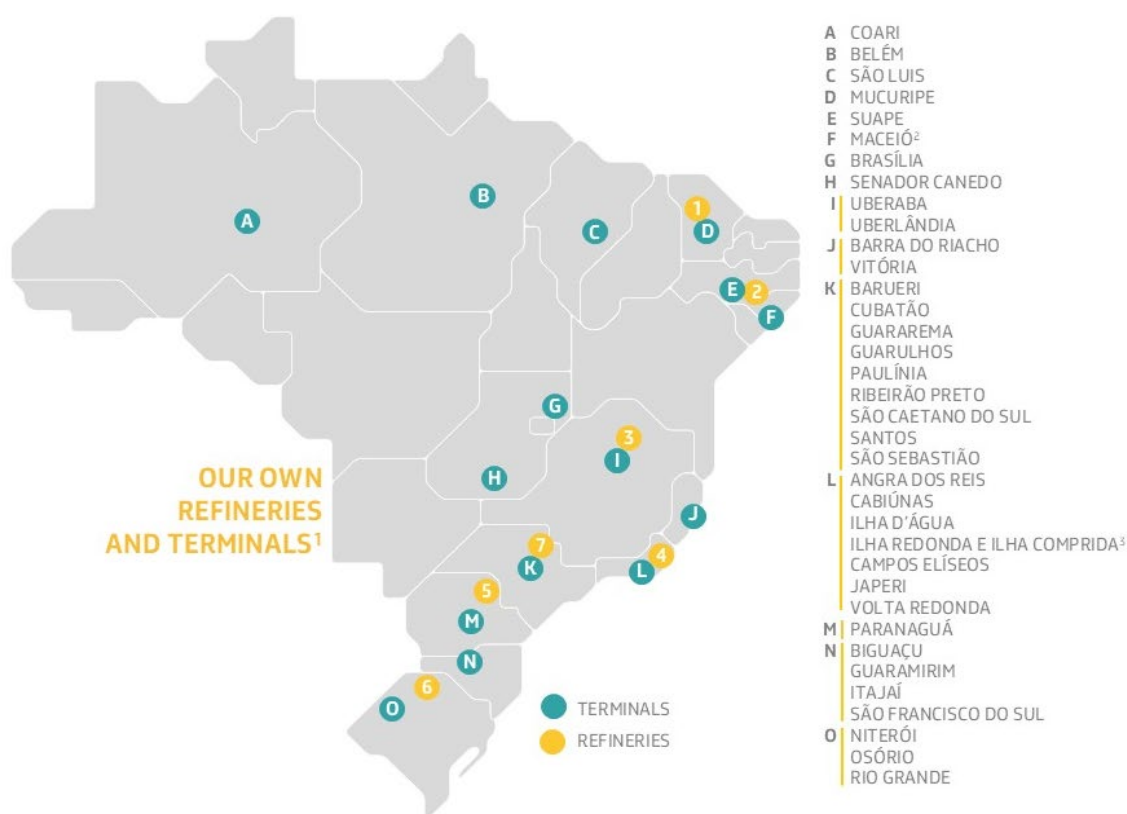 A COARI
B BELÉM
C SÃO LUIS
D MUCURIPE
E SUAPE
F MACEIÓ²
G BRASÍLIA
H SENADOR CANEDO
I UBERABA
UBERLÂNDIA
J BARRA DO RIACHO
VITÓRIA
K BARUERI
CUBATÃO
GUARAREMA
GUARULHOS
PAULÍNIA
RIBEIRÃO PRETO
SÃO CAETANO DO SUL
SANTOS
SÃO SEBASTIÃO
L ANGRA DOS REIS
CABIÚNAS
ILHA D'ÁGUA
ILHA REDONDA E ILHA COMPRIDA³
CAMPOS ELÍSEOS
JAPERI
VOLTA REDONDA
M PARANAGUÁ
N BIGUAÇU
GUARAMIRIM
ITAJAÍ
SÃO FRANCISCO DO SUL
O NITERÓI
OSÓRIO
RIO GRANDE
OUR OWN
REFINERIES
AND TERMINALS¹
A
B
C
1
D
E
2
F
G
3
I
H
J
7
K
4
L
5
M
N
6
O
TERMINALS
REFINERIES